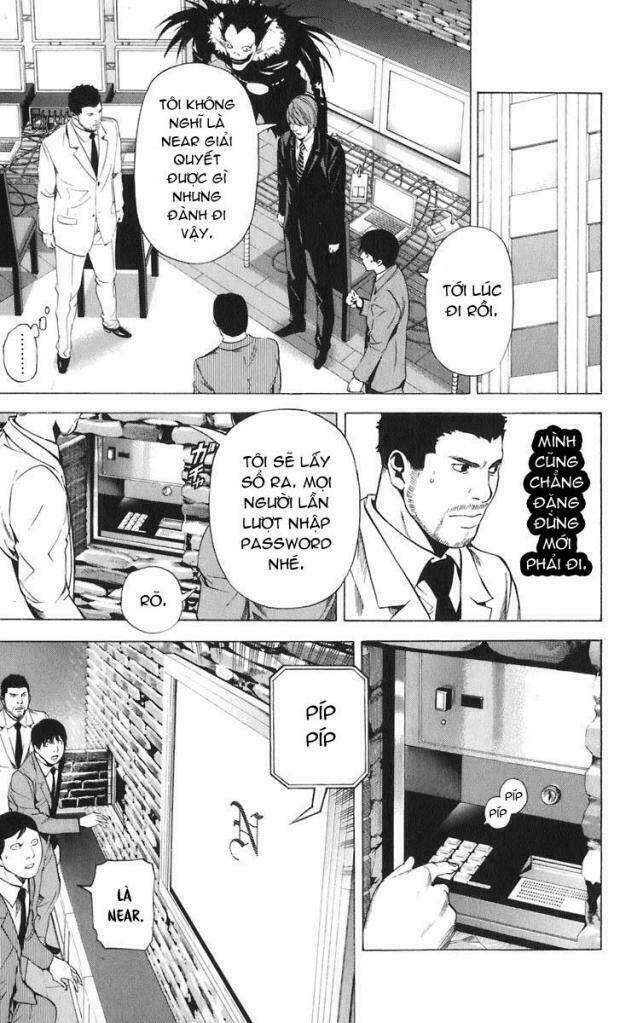 TỚI LÚC
ĐI RỒI.
TÔI KHÔNG
NGHĨ LÀ
NEAR GIẢI
QUYẾT
ĐƯỢC GÌ
NHƯNG
ĐÀNH ĐI
VẬY.
........
MÌNH
CŨNG
CHẲNG
ĐẶNG
ĐỪNG
MỚI
PHẢI ĐI.
TÔI SẼ LẤY
SỔ RA, MỌI
NGƯỜI LẦN
LƯỢT NHẬP
PASSWORD
NHÉ.
RÕ.
PÍP
PÍP
PÍP
PÍP
N
LÀ
NEAR.